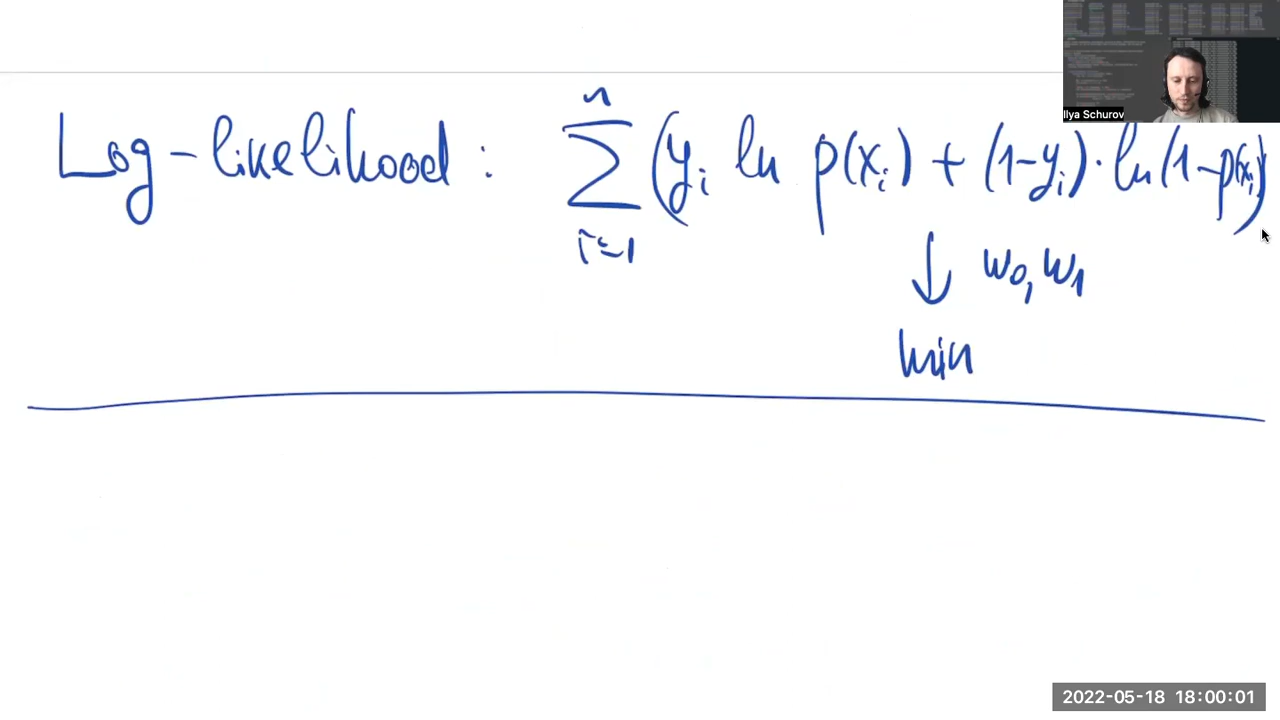 Ilya Schurov
Log-likelihood: n ∑ i=1 (y_i ln p(x_i) + (1-y_i)· ln(1-p(x_i))
↓ w_0, w_1
min
2022-05-18 18:00:01